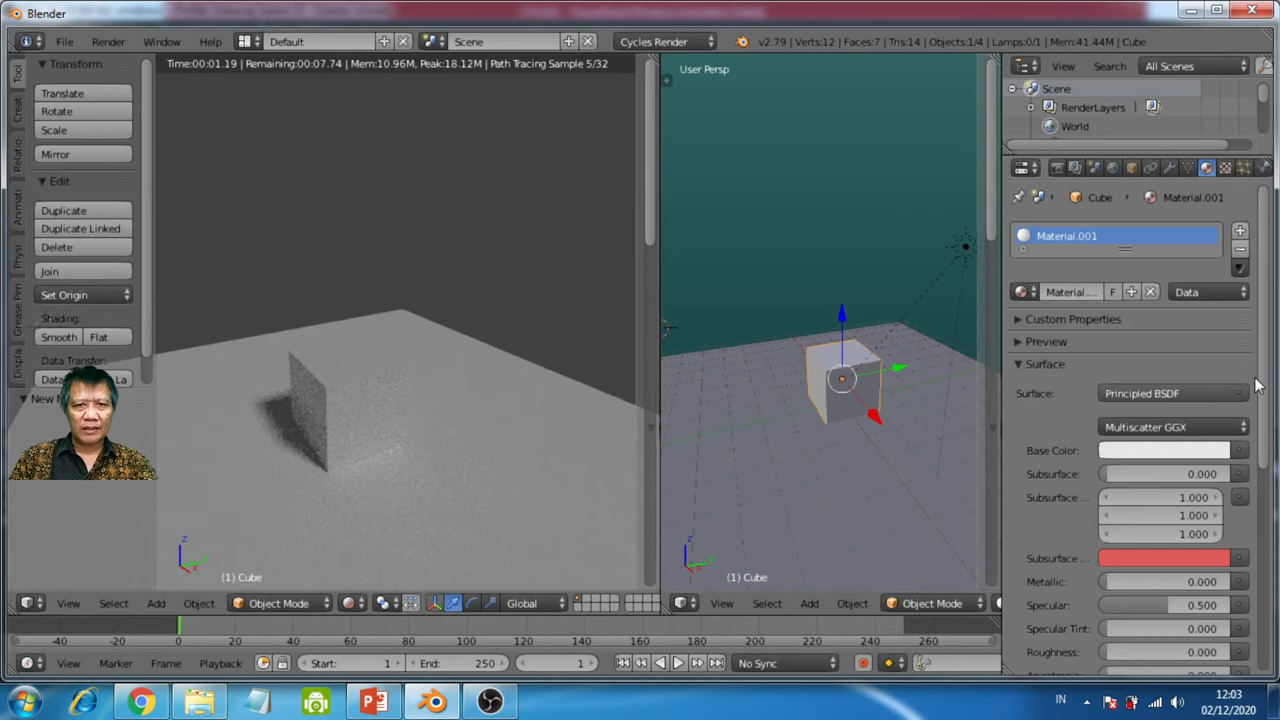 Blender
File Render Window Help Default Scene Cycles Render v2.79 | Verts:12 | Faces:7 | Tris:14 | Objects:1/4 | Lamps:0/1 | Mem:41.44M | Cube
Time:00:01.19 | Remaining:00:07.74 | Mem:10.96M, Peak:18.12M | Path Tracing Sample 5/32
Tool
Creat
Relatio
Animati
Physi
Grease Pen
Displa
Transform
Translate
Rotate
Scale
Mirror
Edit
Duplicate
Duplicate Linked
Delete
Join
Set Origin
Shading:
Smooth Flat
Data Transfer:
Data La
New
z
x
(1) Cube
View Select Add Object Object Mode Global
User Persp
z
(1) Cube
View Select Add Object Object Mode
View Search All Scenes
Scene
RenderLayers |
World
Cube Material.001
Material.001
Material.... F Data
Custom Properties
Preview
Surface
Surface: Principled BSDF
Multiscatter GGX
Base Color:
Subsurface: 0.000
Subsurface ... 1.000
1.000
1.000
Subsurface ...
Metallic: 0.000
Specular: 0.500
Specular Tint: 0.000
Roughness: 0.000
-40 -20 0 20 40 60 80 100 120 140 160 180 200 220 240 260
View Marker Frame Playback Start: 1 End: 250 1 No Sync
IN 12:03
02/12/2020